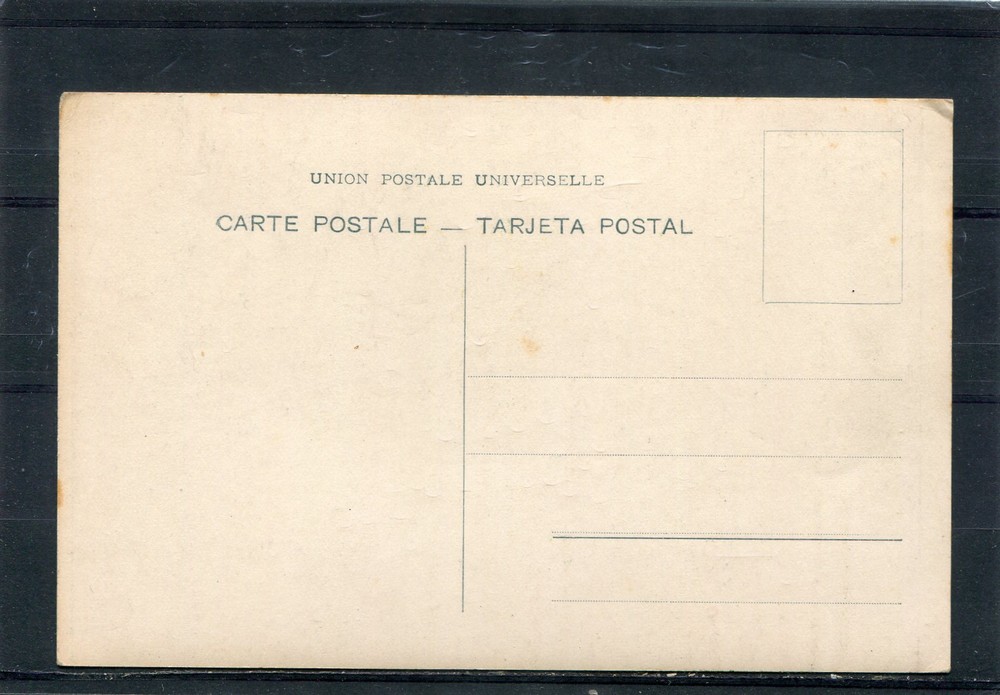 UNION POSTALE UNIVERSELLE
CARTE POSTALE — TARJETA POSTAL